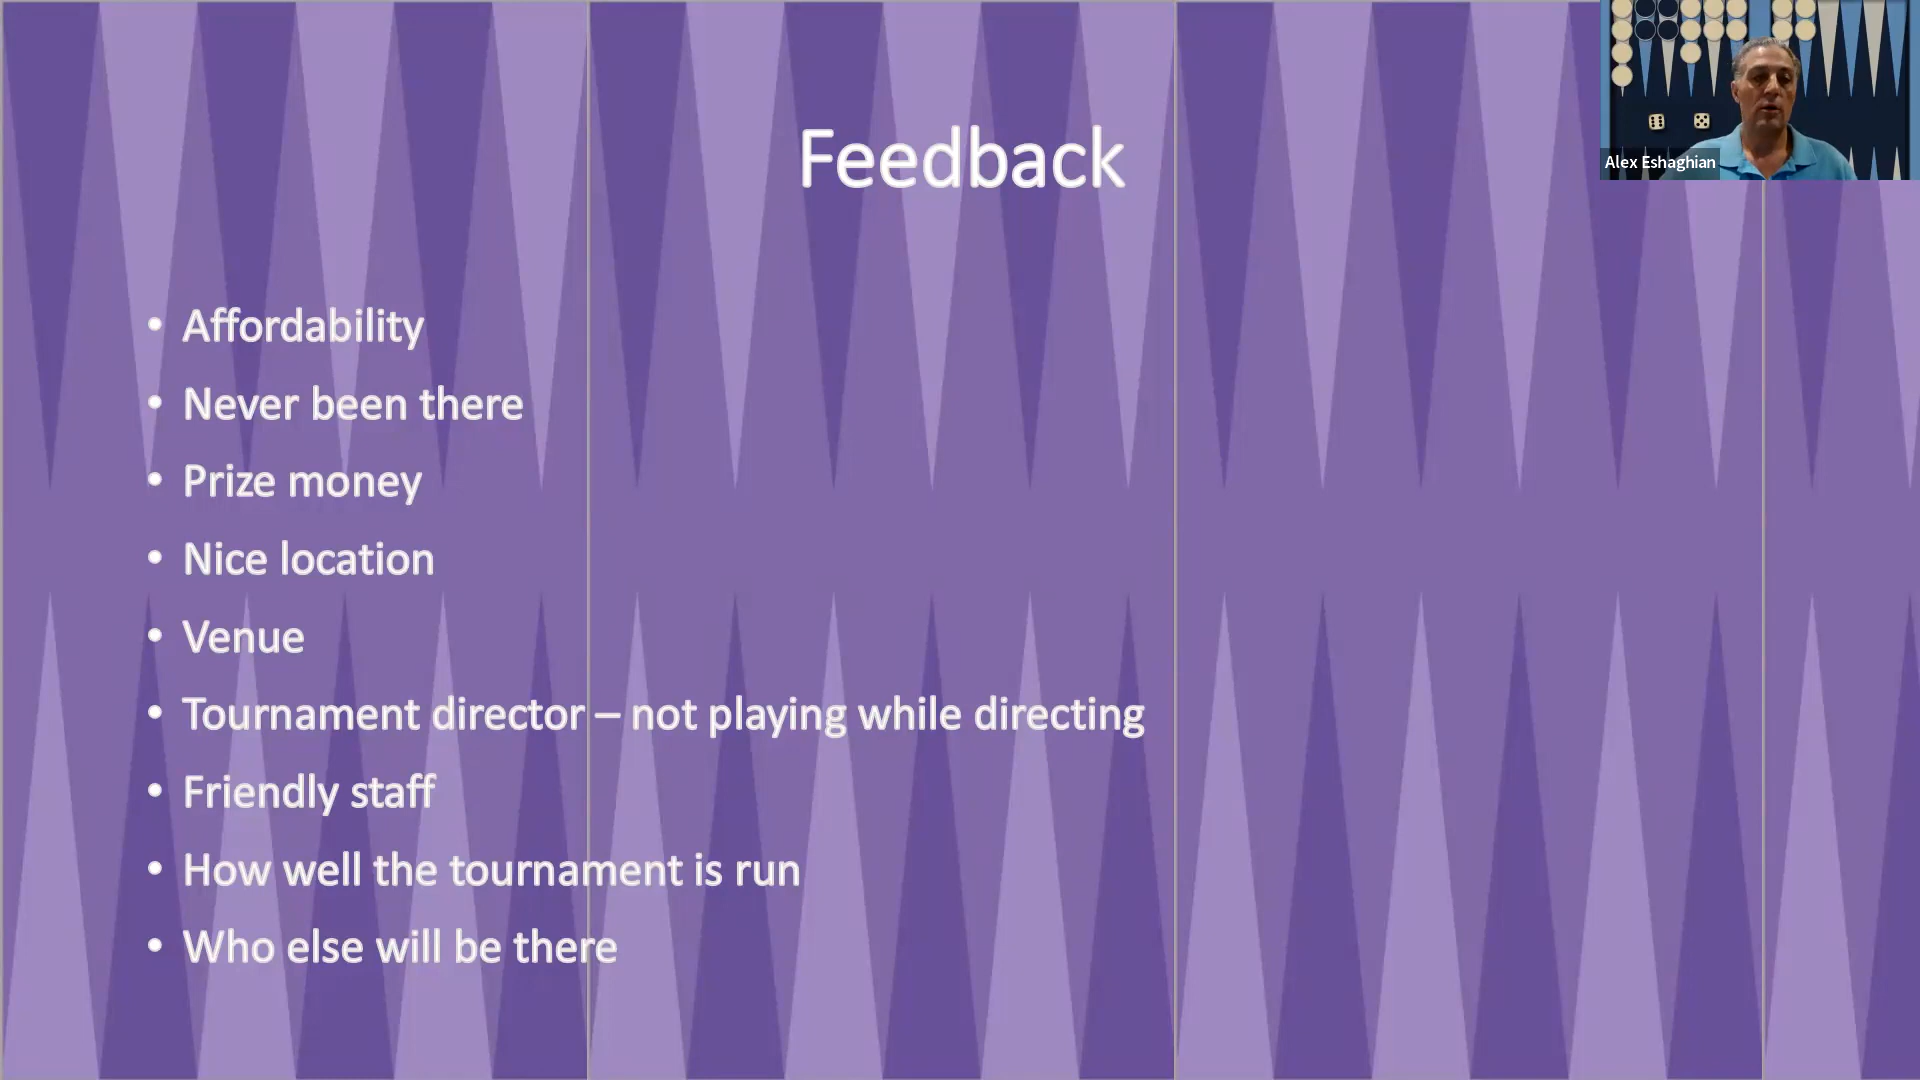 Feedback
Alex Eshaghian
• Affordability
• Never been there
• Prize money
• Nice location
• Venue
• Tournament director – not playing while directing
• Friendly staff
• How well the tournament is run
• Who else will be there